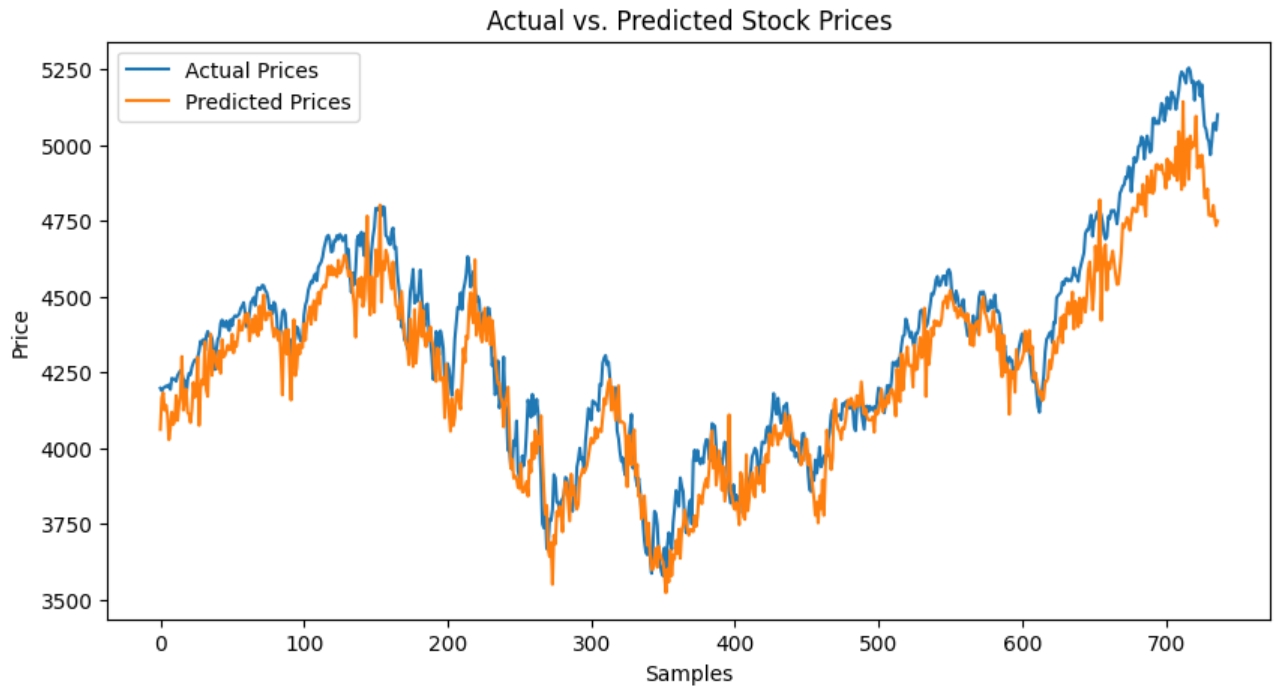 Actual vs. Predicted Stock Prices
Actual Prices
Predicted Prices
Price
5250
5000
4750
4500
4250
4000
3750
3500
0 100 200 300 400 500 600 700
Samples